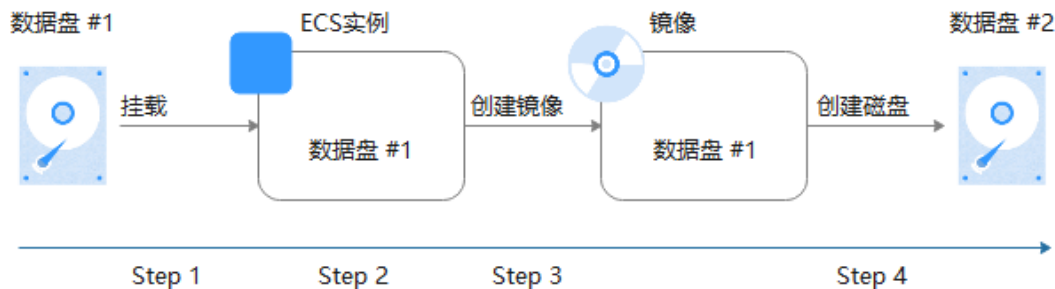 数据盘 #1
ECS实例
镜像
数据盘 #2
挂载
创建镜像
创建磁盘
数据盘 #1
数据盘 #1
Step 1
Step 2
Step 3
Step 4